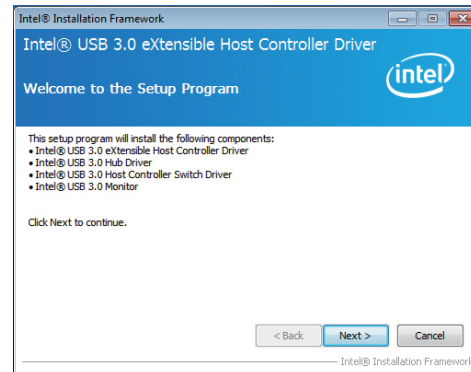 Intel® Installation Framework
Intel® USB 3.0 eXtensible Host Controller Driver
Welcome to the Setup Program
intel
This setup program will install the following components:
• Intel® USB 3.0 eXtensible Host Controller Driver
• Intel® USB 3.0 Hub Driver
• Intel® USB 3.0 Host Controller Switch Driver
• Intel® USB 3.0 Monitor
Click Next to continue.
< Back Next > Cancel
Intel® Installation Framework